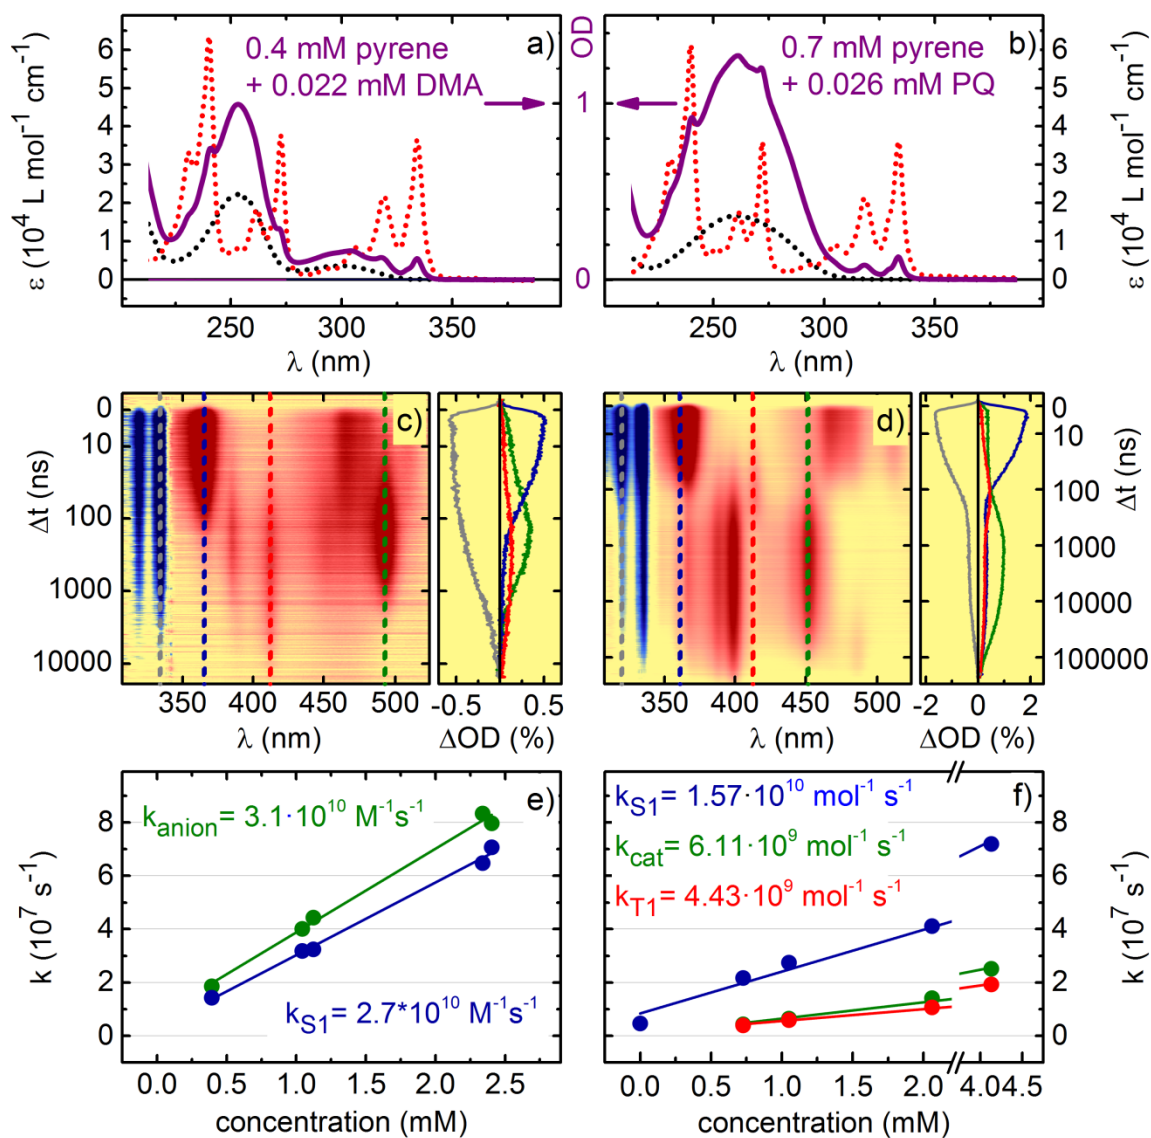 a)
0.4 mM pyrene
+ 0.022 mM DMA
ε (10⁴ L mol⁻¹ cm⁻¹)
6
5
4
3
2
1
0
250 300 350
λ (nm)
OD
1
0
b)
0.7 mM pyrene
+ 0.026 mM PQ
6
5
4
3
2
1
0
ε (10⁴ L mol⁻¹ cm⁻¹)
250 300 350
λ (nm)
c)
Δt (ns)
0
10
100
1000
10000
350 400 450 500
λ (nm)
-0.5 0.5
ΔOD (%)
d)
350 400 450 500
λ (nm)
-2 0 2
ΔOD (%)
0
10
100
1000
10000
100000
Δt (ns)
e)
k_anion= 3.1·10¹⁰ M⁻¹s⁻¹
k_S1= 2.7*10¹⁰ M⁻¹s⁻¹
k (10⁷ s⁻¹)
8
6
4
2
0
0.0 0.5 1.0 1.5 2.0 2.5
concentration (mM)
f)
k_S1= 1.57·10¹⁰ mol⁻¹ s⁻¹
k_cat= 6.11·10⁹ mol⁻¹ s⁻¹
k_T1= 4.43·10⁹ mol⁻¹ s⁻¹
8
6
4
2
0
k (10⁷ s⁻¹)
0.0 0.5 1.0 1.5 2.0 4.0 4.5
concentration (mM)